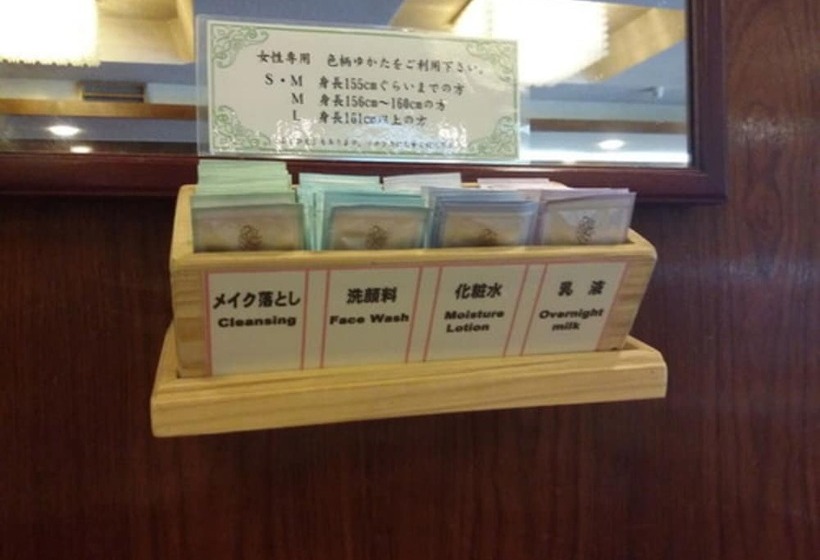 女性専用 色柄ゆかたをご利用下さい。
S・M 身長155cmぐらいまでの方
M 身長156cm～160cmの方
L 身長161cm以上の方
メイク落とし
Cleansing
洗顔料
Face Wash
化粧水
Moisture
Lotion
乳液
Overnight
milk